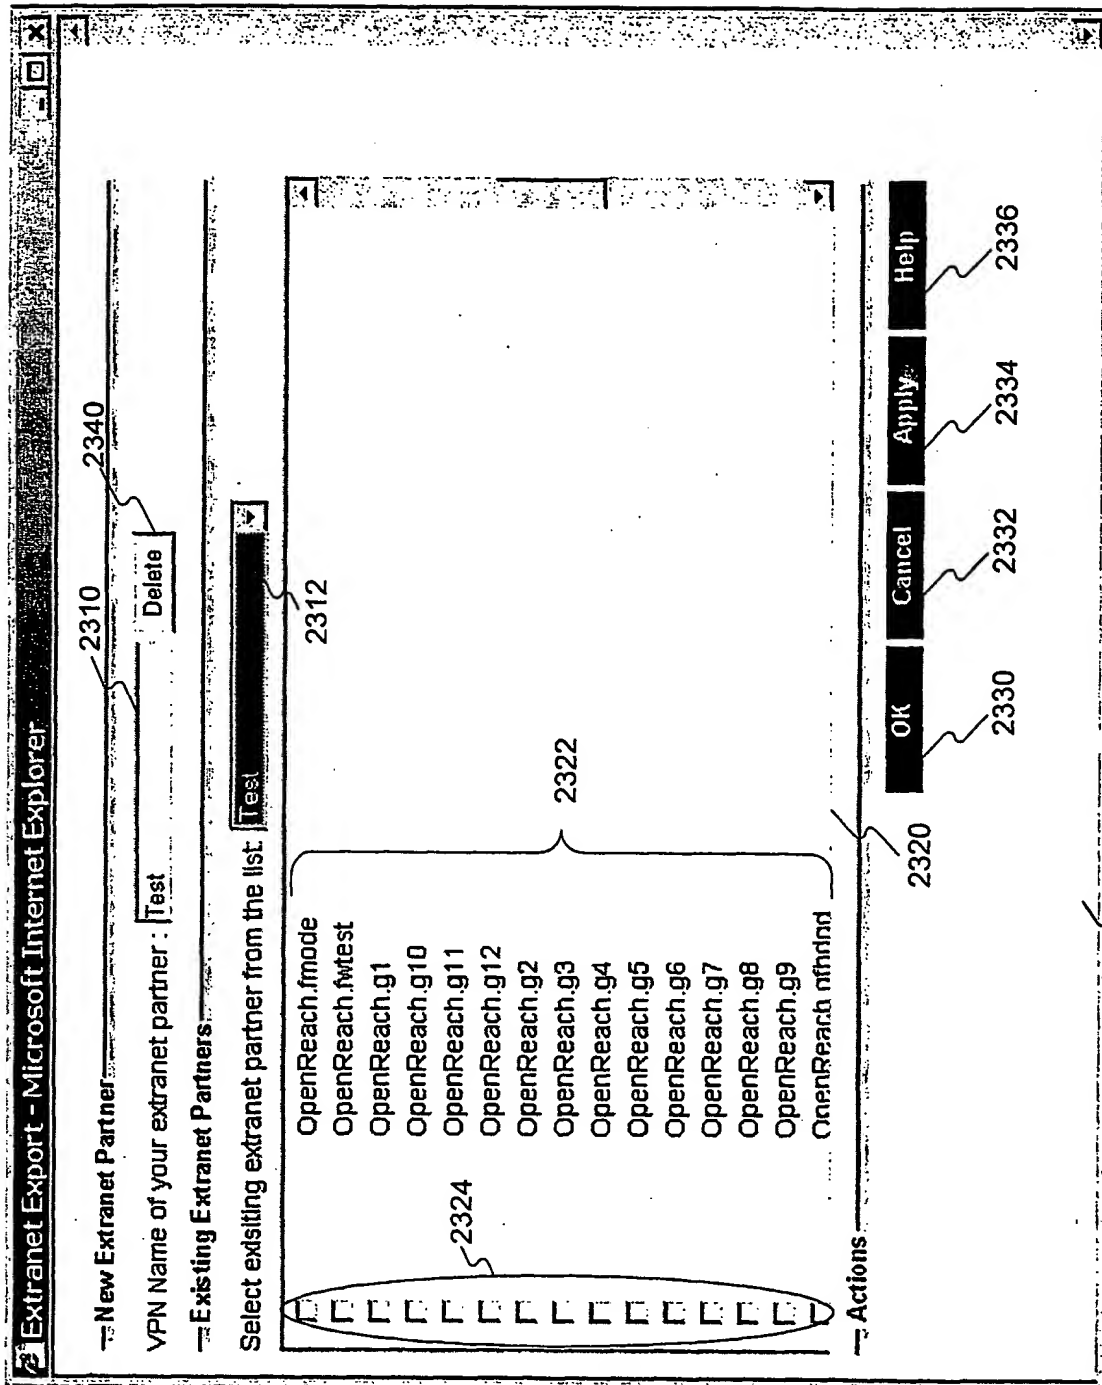 Extranet Export - Microsoft Internet Explorer
New Extranet Partner
2310
2340
VPN Name of your extranet partner : Test
Delete
Existing Extranet Partners
Select exisiting extranet partner from the list: Test
2312
2324
OpenReach.fmode
OpenReach.fwtest
OpenReach.g1
OpenReach.g10
OpenReach.g11
OpenReach.g12
OpenReach.g2
OpenReach.g3
OpenReach.g4
OpenReach.g5
OpenReach.g6
OpenReach.g7
OpenReach.g8
OpenReach.g9
2322
2320
Actions
OK
Cancel
Apply
Help
2330
2332
2334
2336